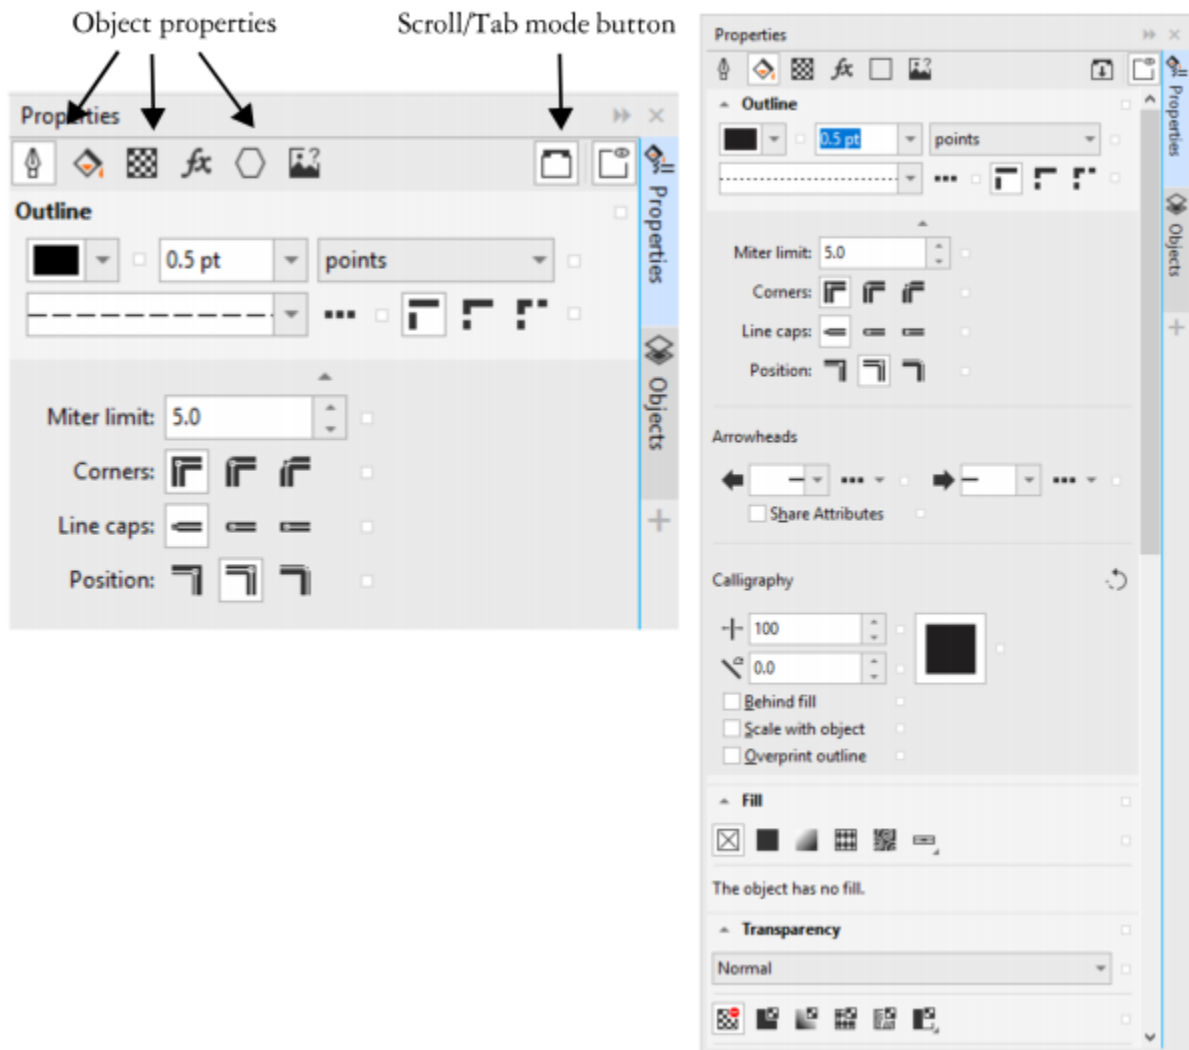 Object properties
Scroll/Tab mode button
Properties
fx
Outline
0.5 pt
points
Miter limit: 5.0
Corners:
Line caps:
Position:
Properties
Objects
Properties
fx
Outline
0.5 pt
points
Miter limit: 5.0
Corners:
Line caps:
Position:
Arrowheads
Share Attributes
Calligraphy
100
0.0
Behind fill
Scale with object
Overprint outline
Fill
The object has no fill.
Transparency
Normal
Properties
Objects